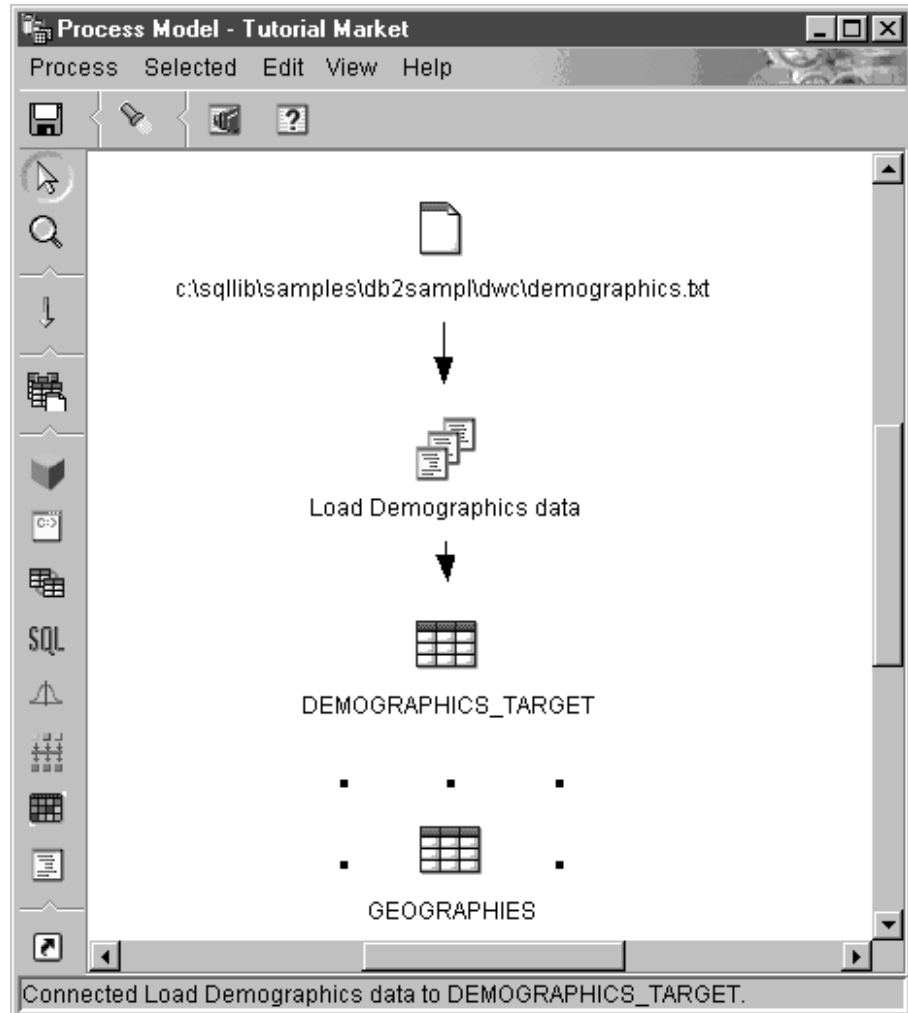 Process Model - Tutorial Market
Process Selected Edit View Help
c:\sqllib\samples\db2sampl\dwc\demographics.txt
Load Demographics data
C:>
DEMOGRAPHICS_TARGET
SQL
GEOGRAPHIES
Connected Load Demographics data to DEMOGRAPHICS_TARGET.